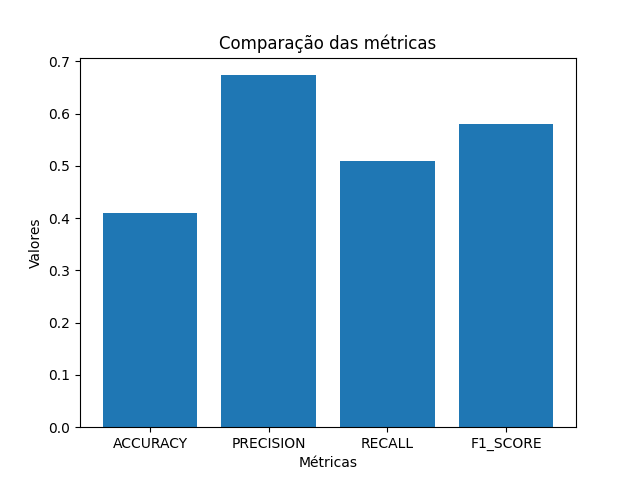 Comparação das métricas
Valores
0.7
0.6
0.5
0.4
0.3
0.2
0.1
0.0
ACCURACY PRECISION RECALL F1_SCORE
Métricas